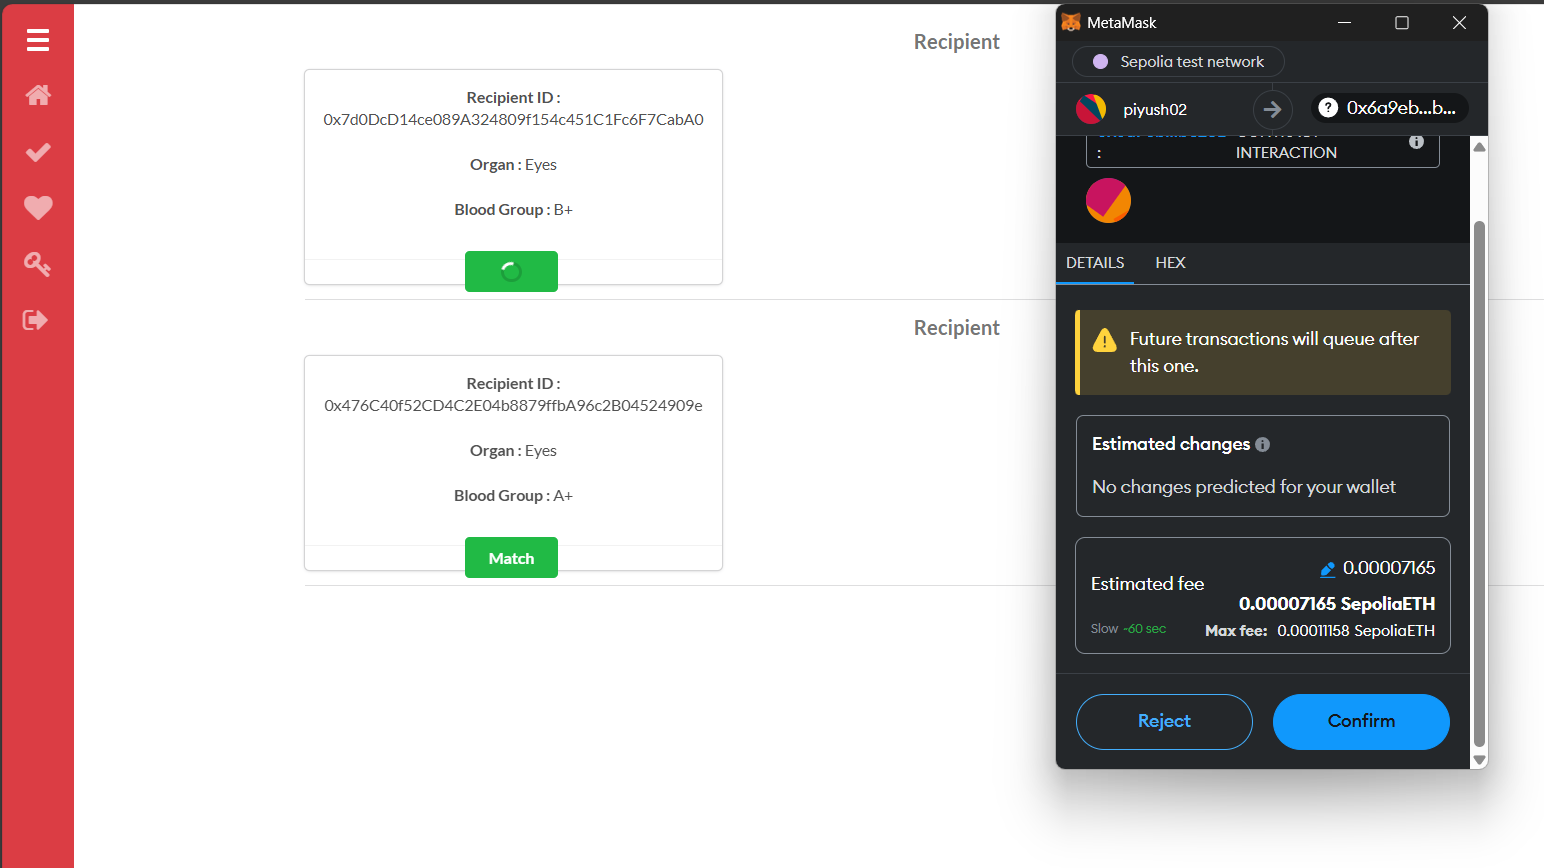 Recipient
Recipient ID :
0x7d0DcD14ce089A324809f154c451C1Fc6F7CabA0
Organ : Eyes
Blood Group : B+
Recipient
Recipient ID :
0x476C40f52CD4C2E04b8879ffbA96c2B04524909e
Organ : Eyes
Blood Group : A+
Match
MetaMask
Sepolia test network
piyush02
0x6a9eb...b...
:
INTERACTION
DETAILS
HEX
Future transactions will queue after
this one.
Estimated changes
No changes predicted for your wallet
Estimated fee
0.00007165
0.00007165 SepoliaETH
Slow ~60 sec
Max fee: 0.00011158 SepoliaETH
Reject
Confirm